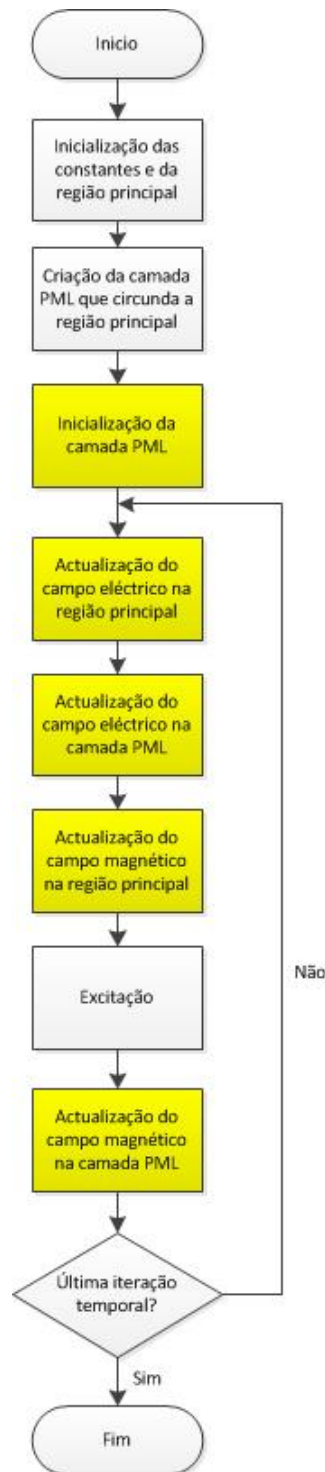 Inicio
Inicialização das
constantes e da
região principal
Criação da camada
PML que circunda a
região principal
Inicialização da
camada PML
Actualização do
campo eléctrico na
região principal
Actualização do
campo eléctrico na
camada PML
Actualização do
campo magnético
na região principal
Excitação
Não
Actualização do
campo magnético
na camada PML
Última iteração
temporal?
Sim
Fim